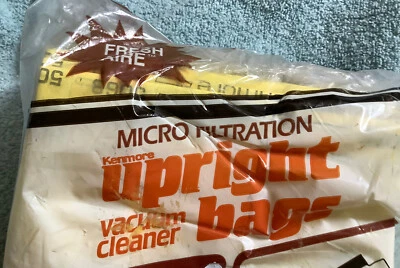 FRESH
AIRE
MICRO FILTRATION
Kenmore
upright
vacuum bags
cleaner